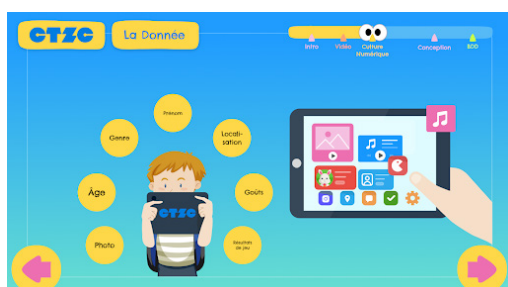 CTZC
La Donnée
Intro
Vidéo
Culture
Numérique
Conception
BDD
Prénom
Genre
Locali-
sation
Âge
Goûts
Photo
Résultats
de jeu
CTZC